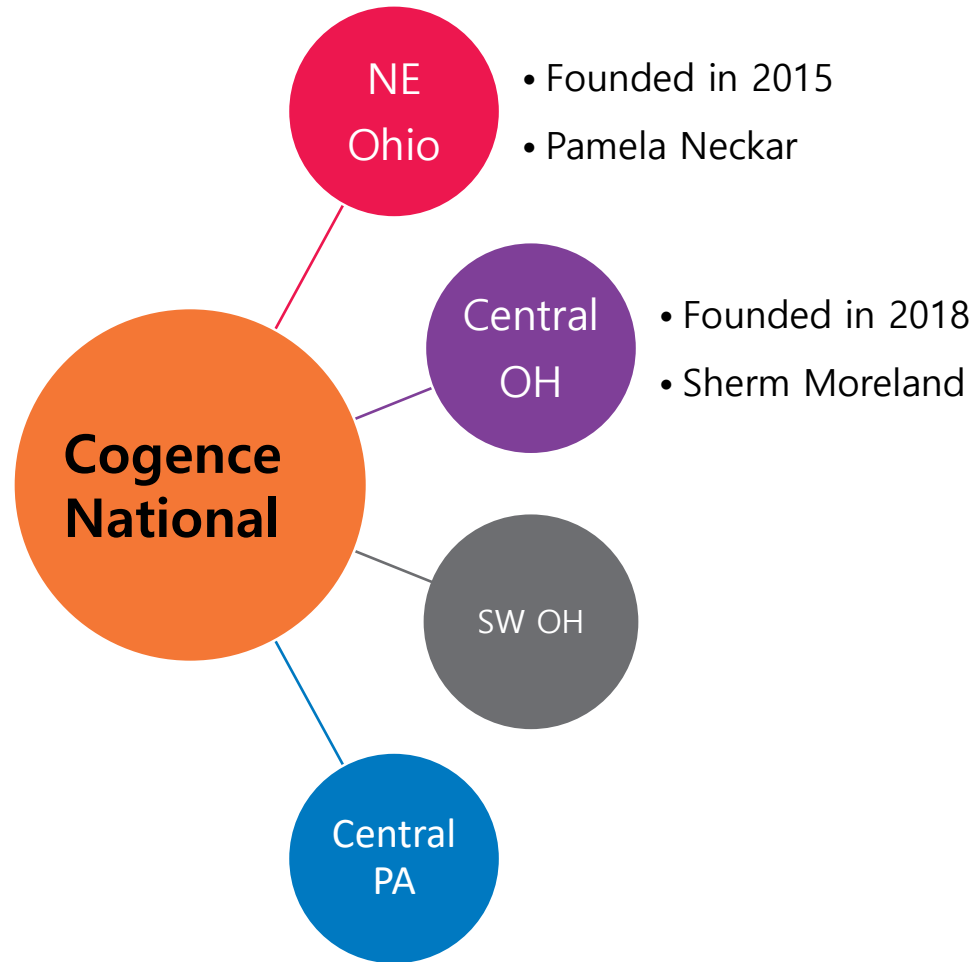 NE
Ohio
• Founded in 2015
• Pamela Neckar
Central
OH
• Founded in 2018
• Sherm Moreland
Cogence
National
SW OH
Central
PA